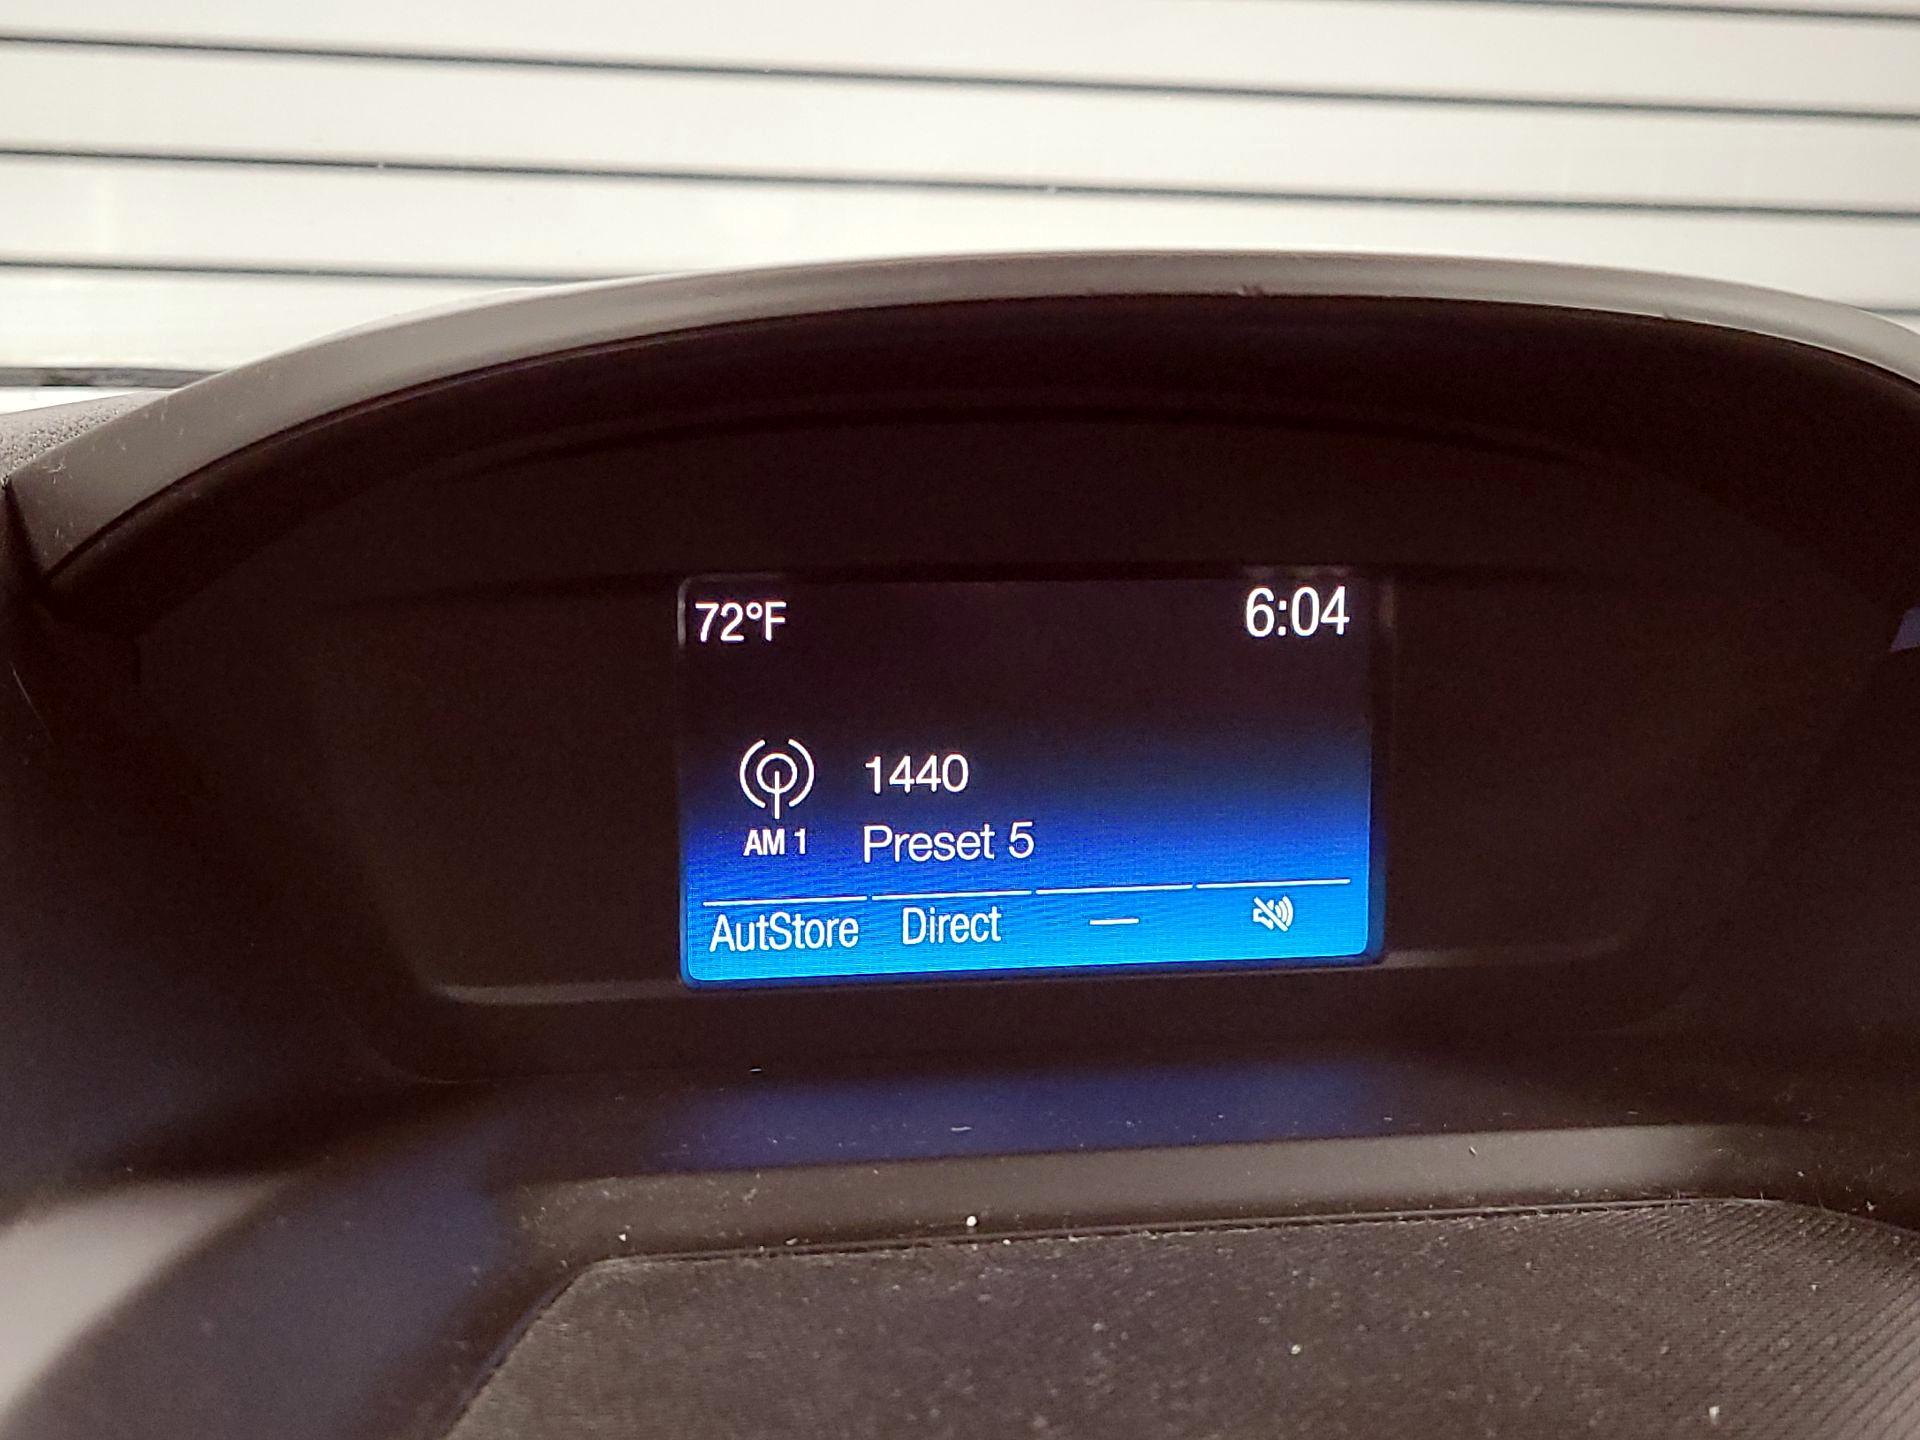 72°F 6:04
1440
AM 1 Preset 5
AutStore Direct —